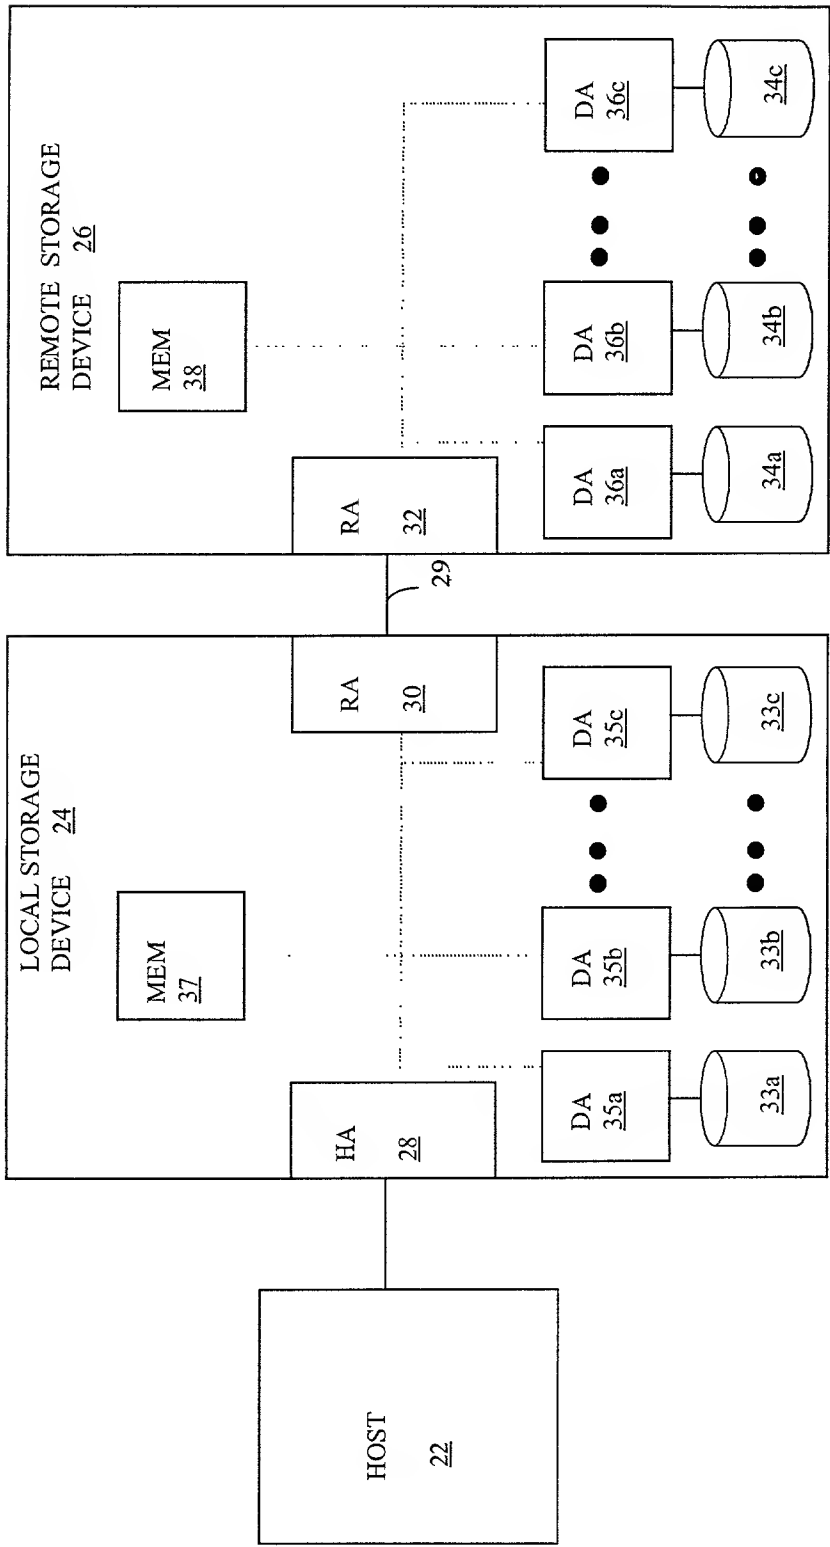 HOST
22
LOCAL STORAGE
DEVICE 24
MEM
37
HA
28
RA
30
DA
35a
DA
35b
DA
35c
33a
33b
33c
29
REMOTE STORAGE
DEVICE 26
MEM
38
RA
32
DA
36a
DA
36b
DA
36c
34a
34b
34c